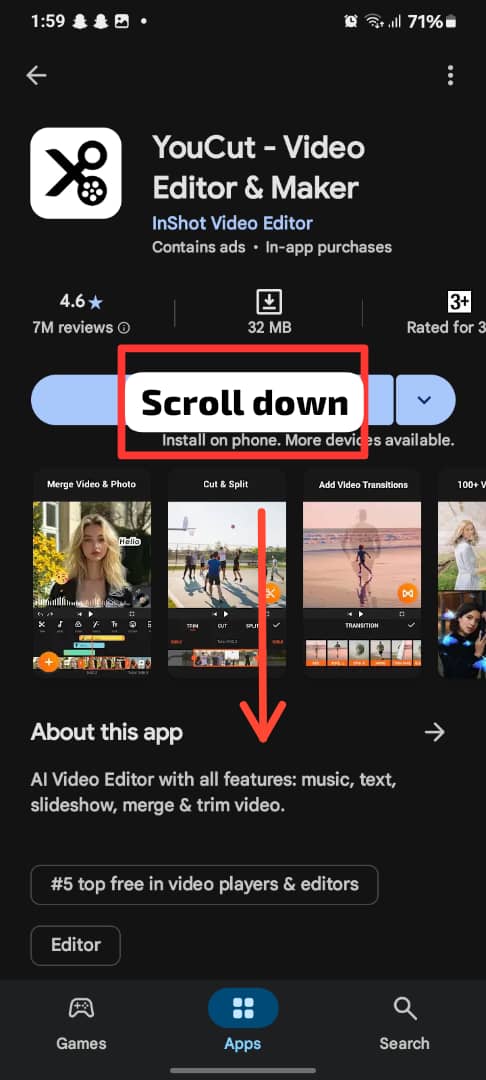 1:59
71%
YouCut - Video
Editor & Maker
InShot Video Editor
Contains ads • In-app purchases
4.6★
7M reviews
32 MB
3+
Rated for 3
Scroll down
Install on phone. More devices available.
Merge Video & Photo
Cut & Split
Add Video Transitions
100+ V
Hello
TRIM
CUT
SPLIT
TRANSITION
About this app
AI Video Editor with all features: music, text,
slideshow, merge & trim video.
#5 top free in video players & editors
Editor
Games
Apps
Search